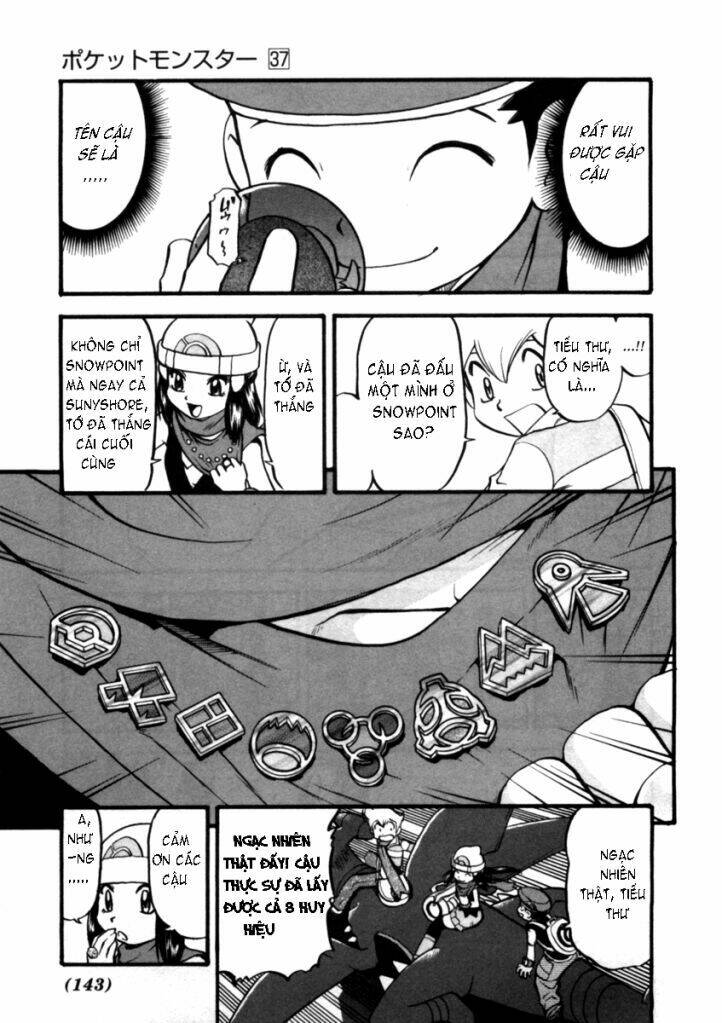 ポケットモンスター 37
RẤT VUI
ĐƯỢC GẶP
CẬU
TÊN CẬU
SẼ LÀ
,,,,,
...!!
TIỂU THƯ,
CÓ NGHĨA
LÀ...
CẬU ĐÃ ĐẤU
MỘT MÌNH Ở
SNOWPOINT
SAO?
Ừ, VÀ
TỚ ĐÃ
THẮNG
KHÔNG CHỈ
SNOWPOINT
MÀ NGAY CẢ
SUNYSHORE,
TỚ ĐÃ THẮNG
CÁI CUỐI
CÙNG
NGẠC
NHIÊN
THẬT, TIỂU
THƯ
NGẠC NHIÊN
THẬT ĐẤY! CẬU
THỰC SỰ ĐÃ LẤY
ĐƯỢC CẢ 8 HUY
HIỆU
CẢM
ƠN CÁC
CẬU
A,
NHƯ
-NG
,,,,,
(143)